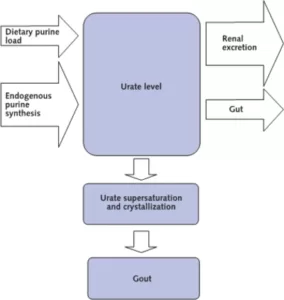 Dietary purine
load
Endogenous
purine
synthesis
Urate level
Renal
excretion
Gut
Urate supersaturation
and crystallization
Gout